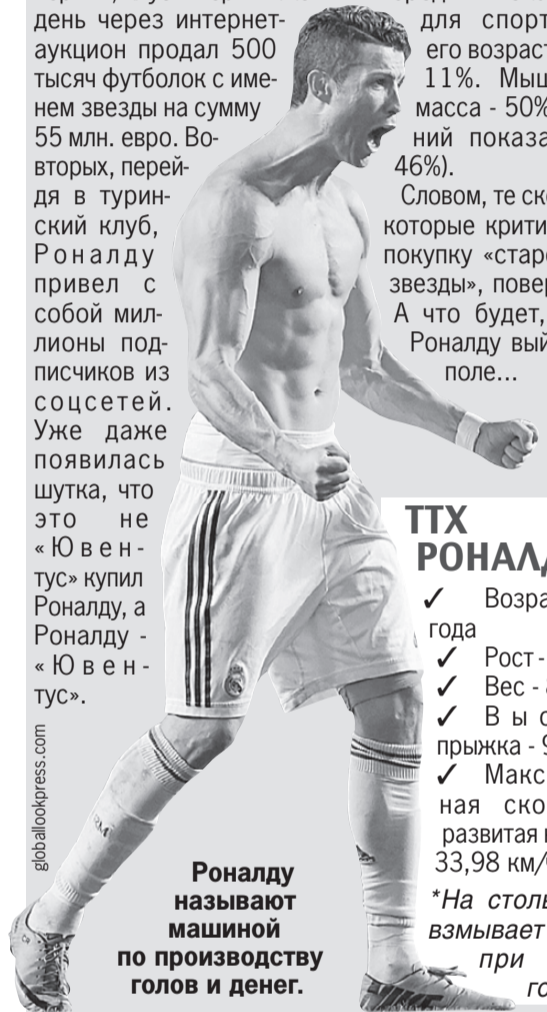 день через интернет-
аукцион продал 500
тысяч футболок с име-
нем звезды на сумму
55 млн. евро. Во-
вторых, перей-
дя в турин-
ский клуб,
Роналду
привел с
собой мил-
лионы под-
писчиков из
соцсетей.
Уже даже
появилась
шутка, что
это не
«Ювен-
тус» купил
Роналду, а
Роналду -
«Ювен-
тус».
globallookpress.com
Роналду
называют
машиной
по производству
голов и денег.
для спорт
его возраст
11%. Мыш
масса - 50%
ний показа
46%).
Словом, те ск
которые крити
покупку «стар
звезды», повер
А что будет,
Роналду вый
поле...
ТТХ
РОНАЛД
✓ Возра
года
✓ Рост -
✓ Вес -
✓ Выс
прыжка - 9
✓ Макс
ная ско
развитая
33,98 км/
*На столь
взмывает
при
го